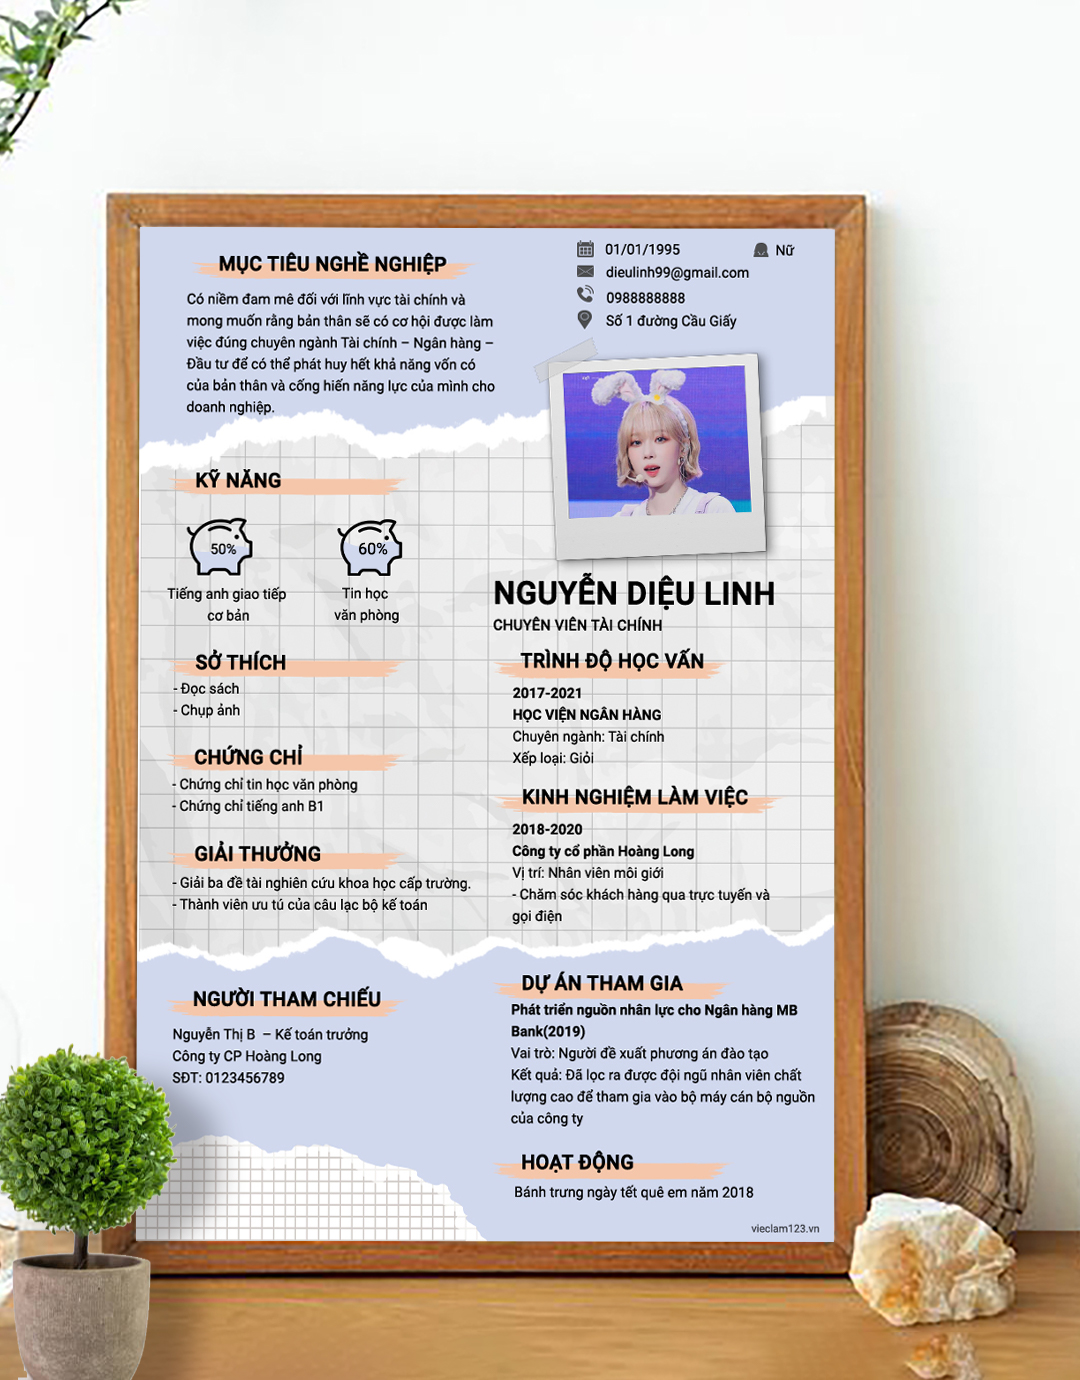 MỤC TIÊU NGHỀ NGHIỆP
Có niềm đam mê đối với lĩnh vực tài chính và
mong muốn rằng bản thân sẽ có cơ hội được làm
việc đúng chuyên ngành Tài chính – Ngân hàng –
Đầu tư để có thể phát huy hết khả năng vốn có
của bản thân và cống hiến năng lực của mình cho
doanh nghiệp.
01/01/1995
Nữ
dieulinh99@gmail.com
0988888888
Số 1 đường Cầu Giấy
KỸ NĂNG
50%
60%
Tiếng anh giao tiếp
cơ bản
Tin học
văn phòng
SỞ THÍCH
- Đọc sách
- Chụp ảnh
CHỨNG CHỈ
- Chứng chỉ tin học văn phòng
- Chứng chỉ tiếng anh B1
GIẢI THƯỞNG
- Giải ba đề tài nghiên cứu khoa học cấp trường.
- Thành viên ưu tú của câu lạc bộ kế toán
NGƯỜI THAM CHIẾU
Nguyễn Thị B – Kế toán trưởng
Công ty CP Hoàng Long
SĐT: 0123456789
NGUYỄN DIỆU LINH
CHUYÊN VIÊN TÀI CHÍNH
TRÌNH ĐỘ HỌC VẤN
2017-2021
HỌC VIỆN NGÂN HÀNG
Chuyên ngành: Tài chính
Xếp loại: Giỏi
KINH NGHIỆM LÀM VIỆC
2018-2020
Công ty cổ phần Hoàng Long
Vị trí: Nhân viên môi giới
- Chăm sóc khách hàng qua trực tuyến và
gọi điện
DỰ ÁN THAM GIA
Phát triển nguồn nhân lực cho Ngân hàng MB
Bank(2019)
Vai trò: Người đề xuất phương án đào tạo
Kết quả: Đã lọc ra được đội ngũ nhân viên chất
lượng cao để tham gia vào bộ máy cán bộ nguồn
của công ty
HOẠT ĐỘNG
Bánh trưng ngày tết quê em năm 2018
vieclam123.vn